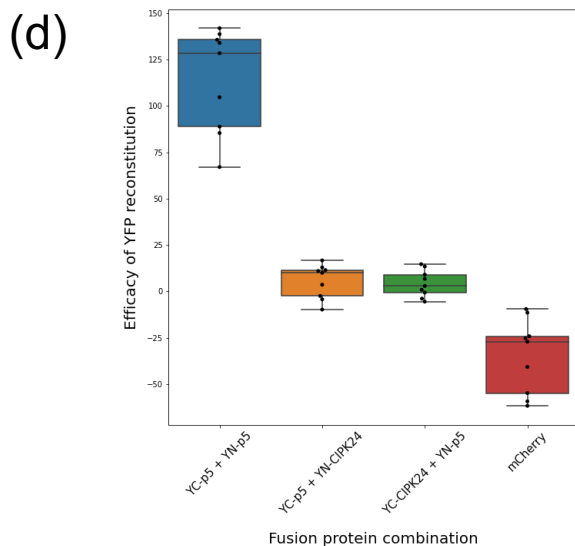 (d)
150
125
100
75
50
25
0
−25
−50
Efficacy of YFP reconstitution
YC-p5 + YN-p5
YC-p5 + YN-CIPK24
YC-CIPK24 + YN-p5
mCherry
Fusion protein combination